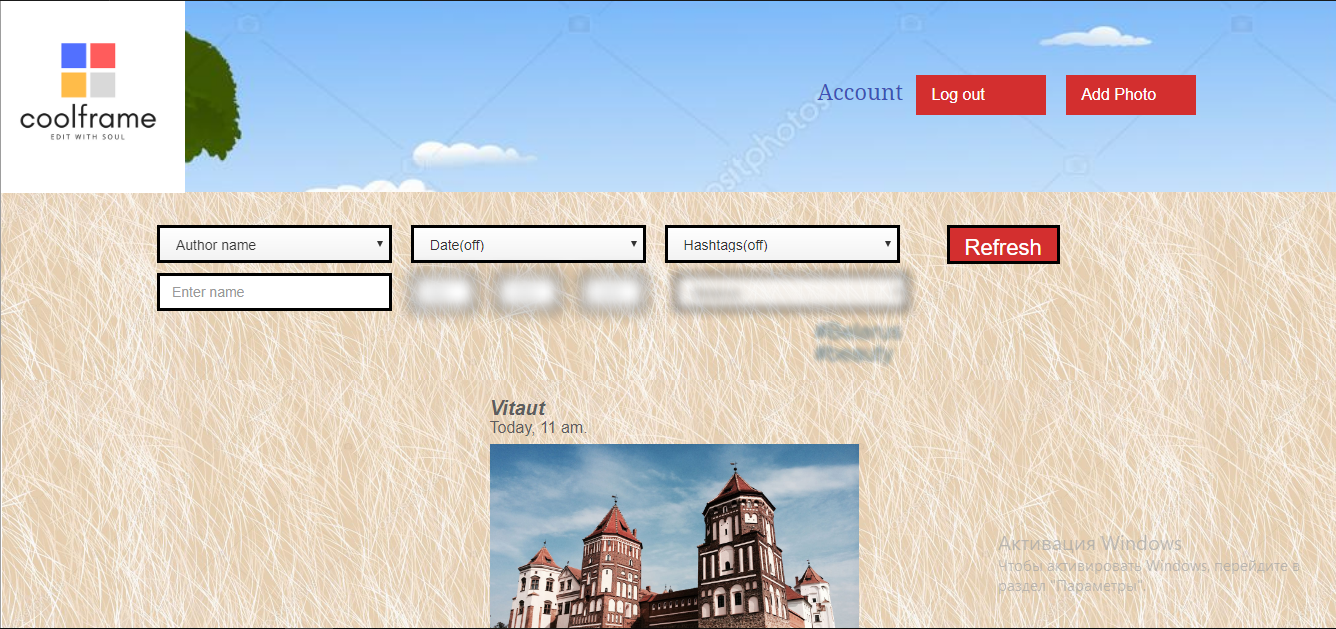 coolframe
EDIT WITH SOUL
Account
Log out
Add Photo
ositphotos
Author name
Date(off)
Hashtags(off)
Refresh
Enter name
#Belarus
#beauty
Vitaut
Today, 11 am.
Активация Windows
Чтобы активировать Windows, перейдите в
раздел "Параметры".